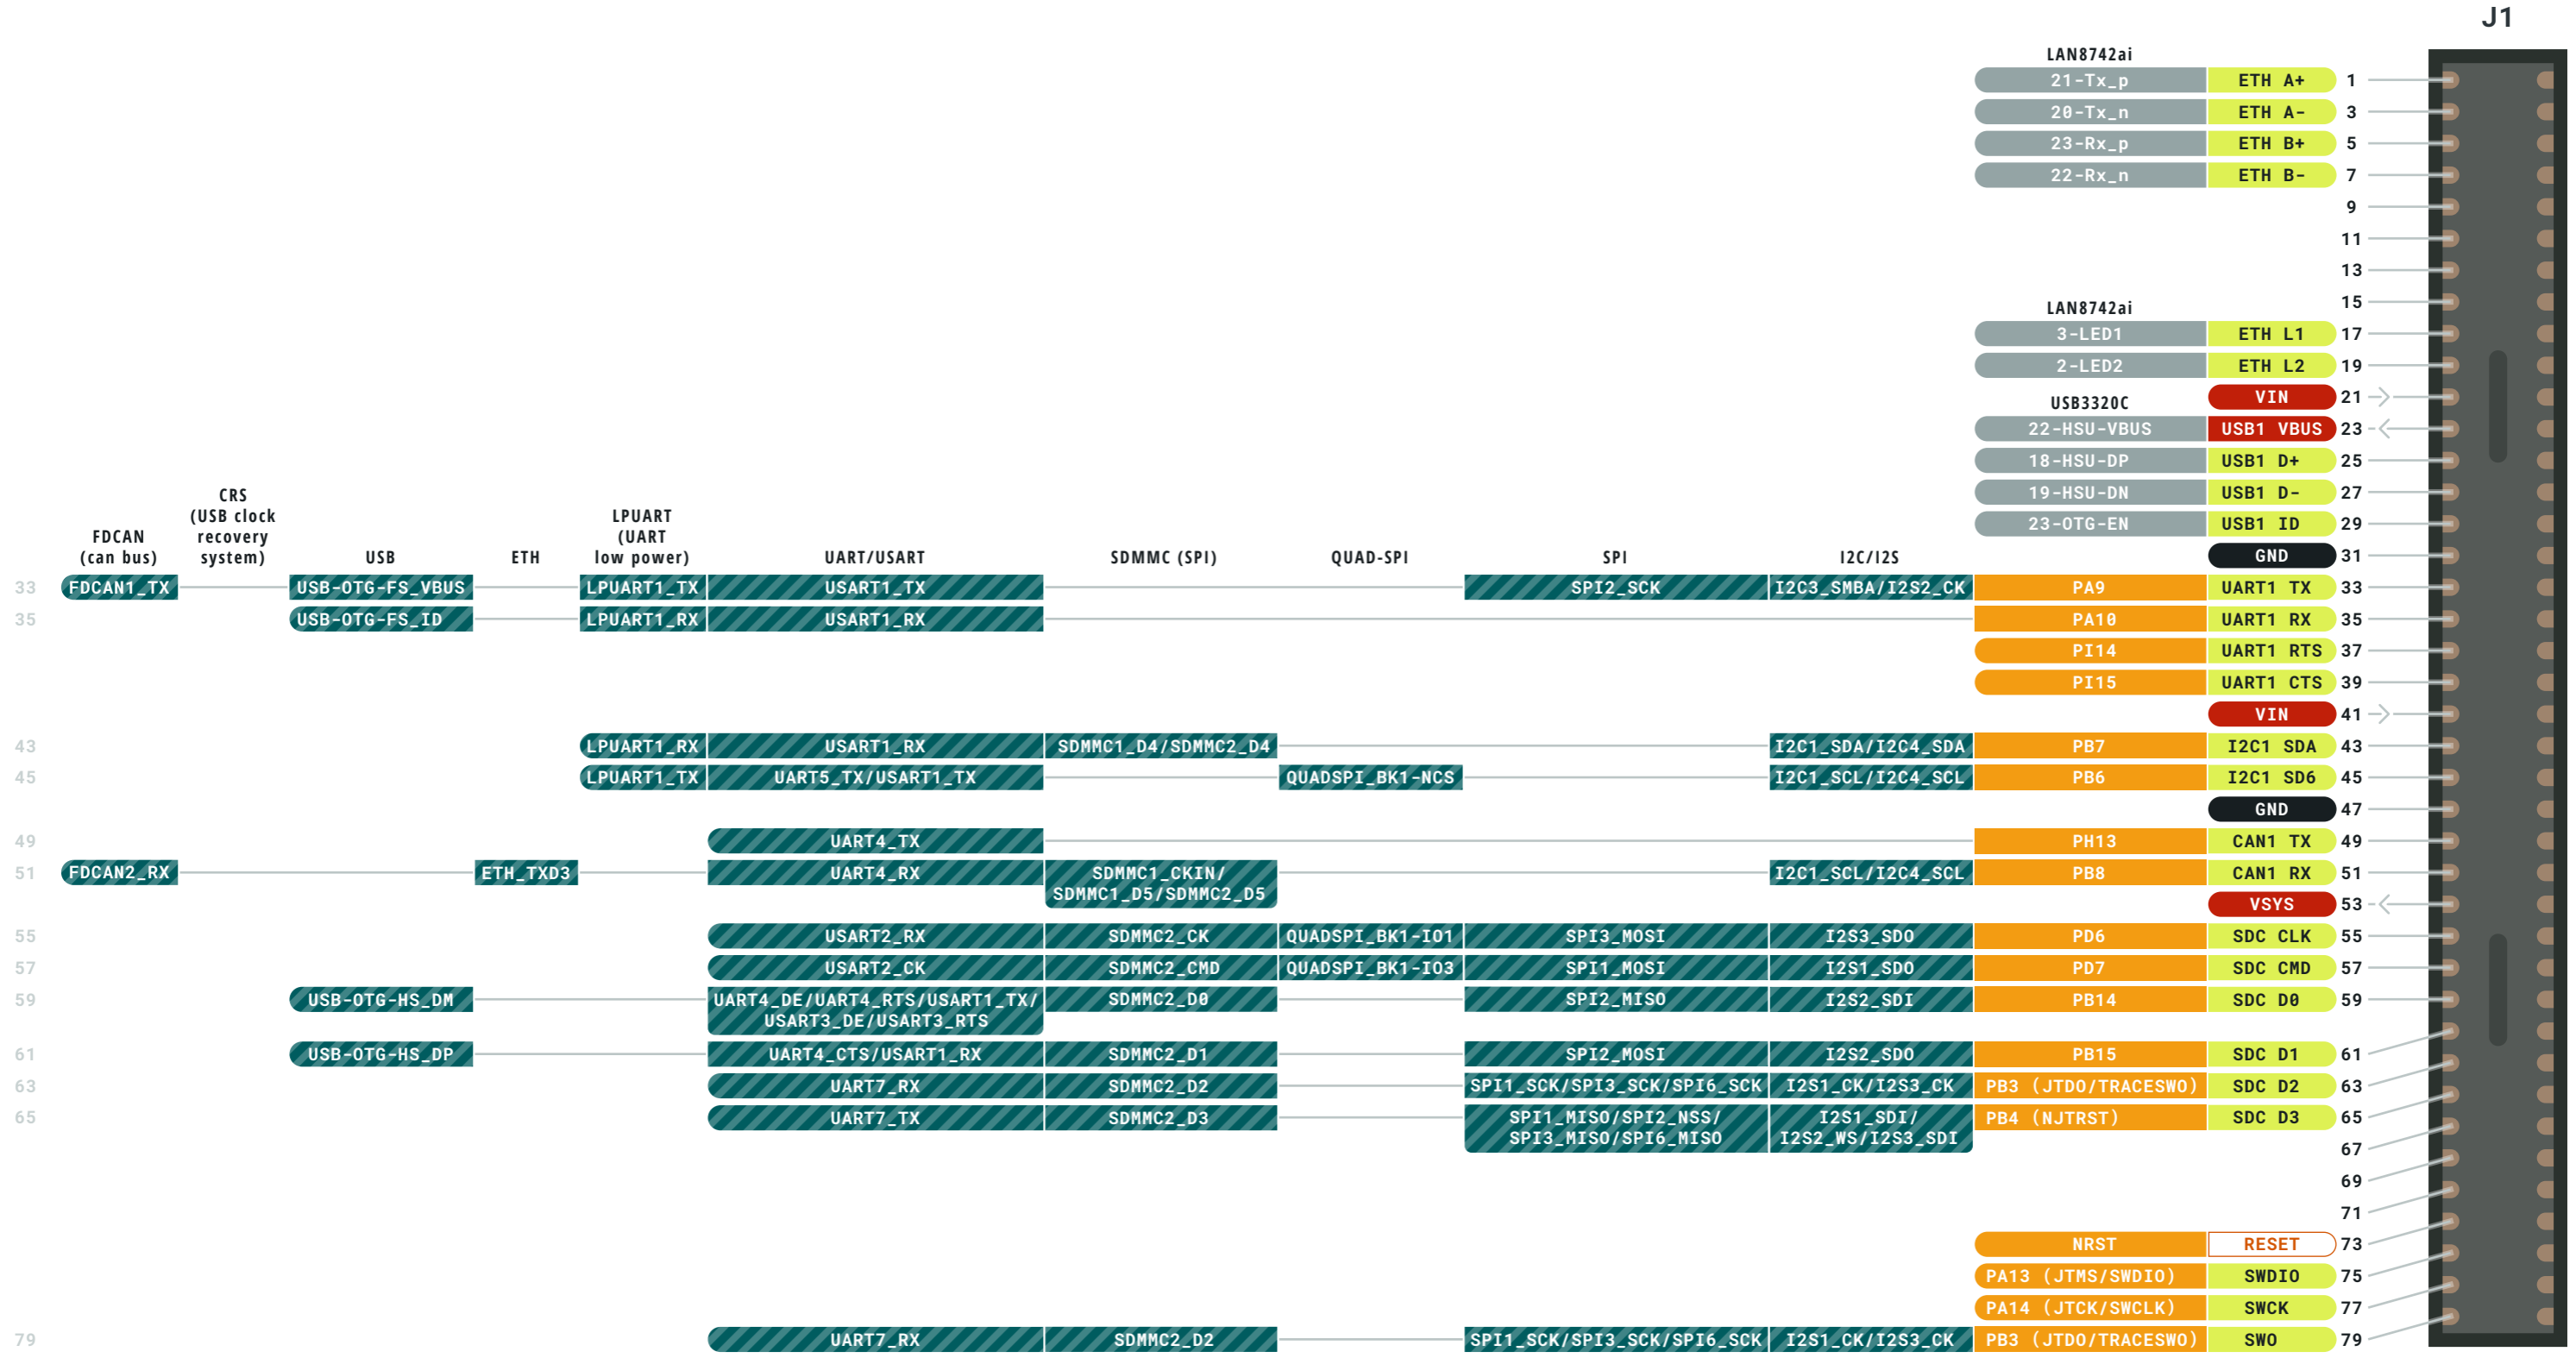 J1
LAN8742ai
21-Tx_p ETH A+ 1
20-Tx_n ETH A- 3
23-Rx_p ETH B+ 5
22-Rx_n ETH B- 7
9
11
13
15
LAN8742ai
3-LED1 ETH L1 17
2-LED2 ETH L2 19
VIN 21
USB3320C
22-HSU-VBUS USB1 VBUS 23
18-HSU-DP USB1 D+ 25
19-HSU-DN USB1 D- 27
23-OTG-EN USB1 ID 29
GND 31
FDCAN
(can bus)
CRS
(USB clock
recovery
system)
USB
ETH
LPUART
(UART
low power)
UART/USART
SDMMC (SPI)
QUAD-SPI
SPI
I2C/I2S
33 FDCAN1_TX USB-OTG-FS_VBUS LPUART1_TX USART1_TX SPI2_SCK I2C3_SMBA/I2S2_CK PA9 UART1 TX 33
35 USB-OTG-FS_ID LPUART1_RX USART1_RX PA10 UART1 RX 35
PI14 UART1 RTS 37
PI15 UART1 CTS 39
VIN 41
43 LPUART1_RX USART1_RX SDMMC1_D4/SDMMC2_D4 I2C1_SDA/I2C4_SDA PB7 I2C1 SDA 43
45 LPUART1_TX UART5_TX/USART1_TX QUADSPI_BK1-NCS I2C1_SCL/I2C4_SCL PB6 I2C1 SD6 45
GND 47
49 UART4_TX PH13 CAN1 TX 49
51 FDCAN2_RX ETH_TXD3 UART4_RX SDMMC1_CKIN/ I2C1_SCL/I2C4_SCL PB8 CAN1 RX 51
SDMMC1_D5/SDMMC2_D5
VSYS 53
55 USART2_RX SDMMC2_CK QUADSPI_BK1-IO1 SPI3_MOSI I2S3_SDO PD6 SDC CLK 55
57 USART2_CK SDMMC2_CMD QUADSPI_BK1-IO3 SPI1_MOSI I2S1_SDO PD7 SDC CMD 57
59 USB-OTG-HS_DM UART4_DE/UART4_RTS/USART1_TX/ SDMMC2_D0 SPI2_MISO I2S2_SDI PB14 SDC D0 59
USART3_DE/USART3_RTS
61 USB-OTG-HS_DP UART4_CTS/USART1_RX SDMMC2_D1 SPI2_MOSI I2S2_SDO PB15 SDC D1 61
63 UART7_RX SDMMC2_D2 SPI1_SCK/SPI3_SCK/SPI6_SCK I2S1_CK/I2S3_CK PB3 (JTDO/TRACESWO) SDC D2 63
65 UART7_TX SDMMC2_D3 SPI1_MISO/SPI2_NSS/ I2S1_SDI/ PB4 (NJTRST) SDC D3 65
SPI3_MISO/SPI6_MISO I2S2_WS/I2S3_SDI
67
69
71
NRST RESET 73
PA13 (JTMS/SWDIO) SWDIO 75
PA14 (JTCK/SWCLK) SWCK 77
79 UART7_RX SDMMC2_D2 SPI1_SCK/SPI3_SCK/SPI6_SCK I2S1_CK/I2S3_CK PB3 (JTDO/TRACESWO) SWO 79